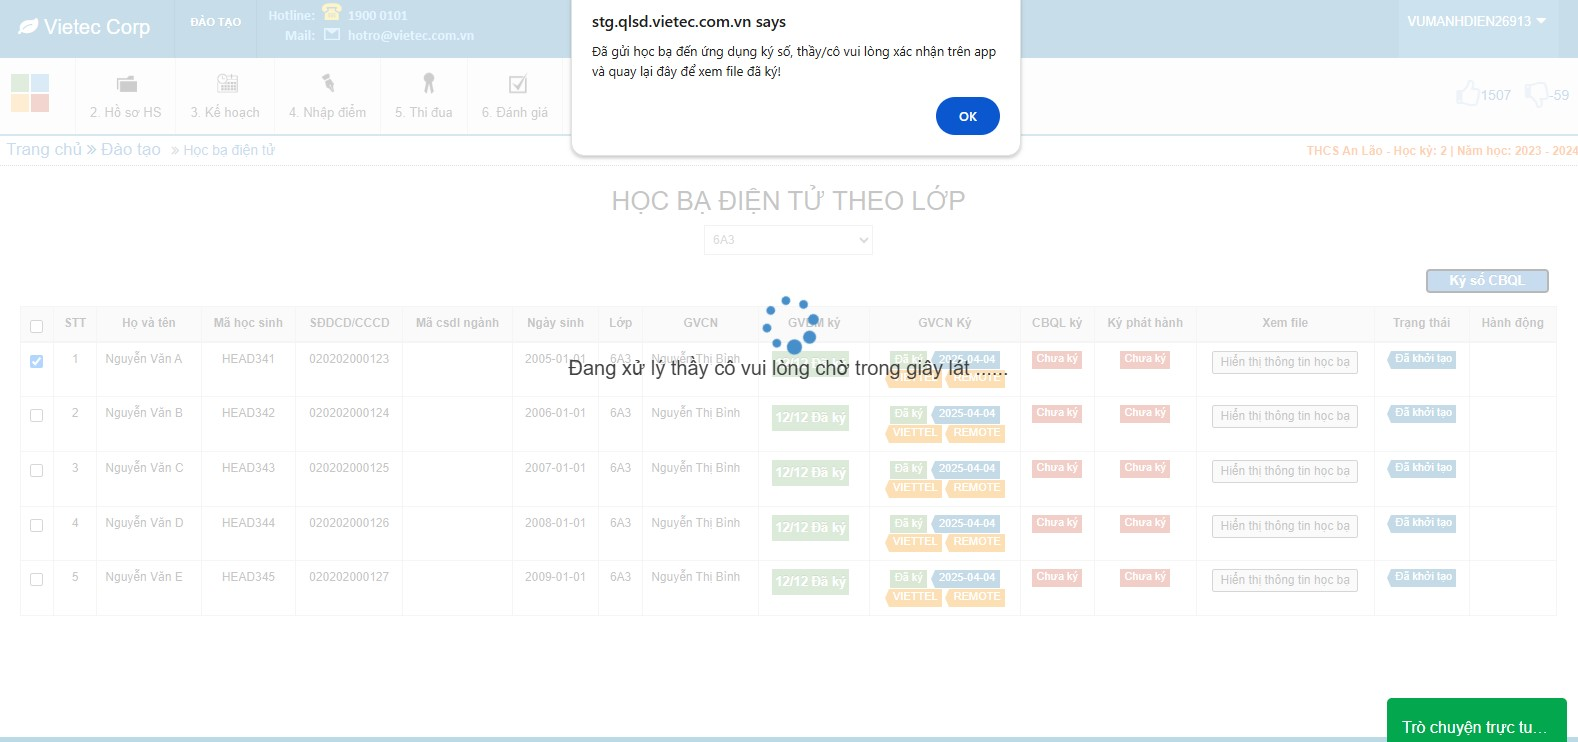 Vietec Corp
ĐÀO TẠO
Hotline: 1900 0101
Mail: hotro@vietec.com.vn
stg.qlsd.vietec.com.vn says
Đã gửi học bạ đến ứng dụng ký số, thầy/cô vui lòng xác nhận trên app
và quay lại đây để xem file đã ký!
OK
VUMANHDIEN26913
2. Hồ sơ HS
3. Kế hoạch
4. Nhập điểm
5. Thi đua
6. Đánh giá
1507
-59
Trang chủ » Đào tạo » Học bạ điện tử
THCS An Lão - Học kỳ: 2 | Năm học: 2023 - 2024
HỌC BẠ ĐIỆN TỬ THEO LỚP
6A3
Ký số CBQL
STT Họ và tên Mã học sinh SĐDCD/CCCD Mã csdl ngành Ngày sinh Lớp GVCN GVBM ký GVCN Ký CBQL ký Ký phát hành Xem file Trạng thái Hành động
1 Nguyễn Văn A HEAD341 020202000123 2005-01-01 6A3 Nguyễn Thị Bình 12/12 Đã ký Đã ký 2025-04-04 Chưa ký Chưa ký Hiển thị thông tin học bạ Đã khởi tạo
VIETTEL REMOTE
Đang xử lý thầy cô vui lòng chờ trong giây lát ......
2 Nguyễn Văn B HEAD342 020202000124 2006-01-01 6A3 Nguyễn Thị Bình 12/12 Đã ký Đã ký 2025-04-04 Chưa ký Chưa ký Hiển thị thông tin học bạ Đã khởi tạo
VIETTEL REMOTE
3 Nguyễn Văn C HEAD343 020202000125 2007-01-01 6A3 Nguyễn Thị Bình 12/12 Đã ký Đã ký 2025-04-04 Chưa ký Chưa ký Hiển thị thông tin học bạ Đã khởi tạo
VIETTEL REMOTE
4 Nguyễn Văn D HEAD344 020202000126 2008-01-01 6A3 Nguyễn Thị Bình 12/12 Đã ký Đã ký 2025-04-04 Chưa ký Chưa ký Hiển thị thông tin học bạ Đã khởi tạo
VIETTEL REMOTE
5 Nguyễn Văn E HEAD345 020202000127 2009-01-01 6A3 Nguyễn Thị Bình 12/12 Đã ký Đã ký 2025-04-04 Chưa ký Chưa ký Hiển thị thông tin học bạ Đã khởi tạo
VIETTEL REMOTE
Trò chuyện trực tu...